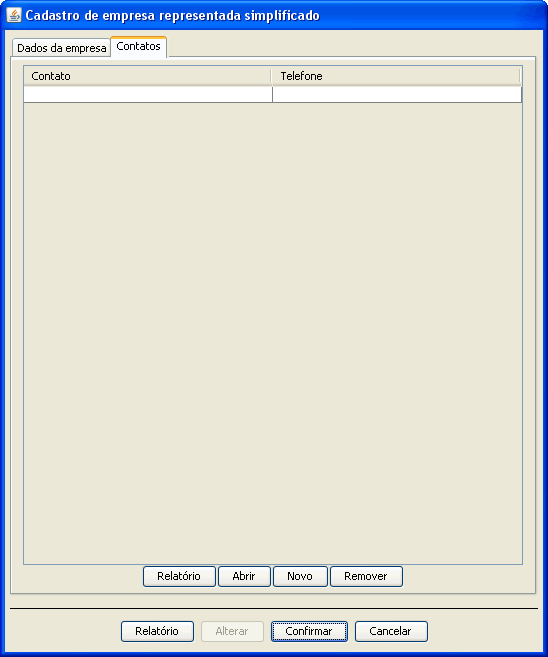 Cadastro de empresa representada simplificado
Dados da empresa Contatos
Contato Telefone
Relatório Abrir Novo Remover
Relatório Alterar Confirmar Cancelar